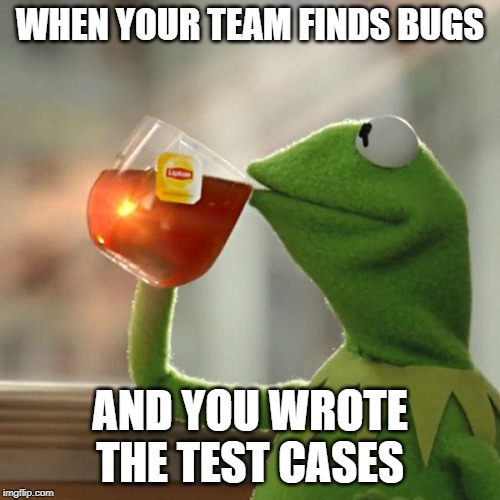 WHEN YOUR TEAM FINDS BUGS
Lipton
AND YOU WROTE
THE TEST CASES
imgflip.com